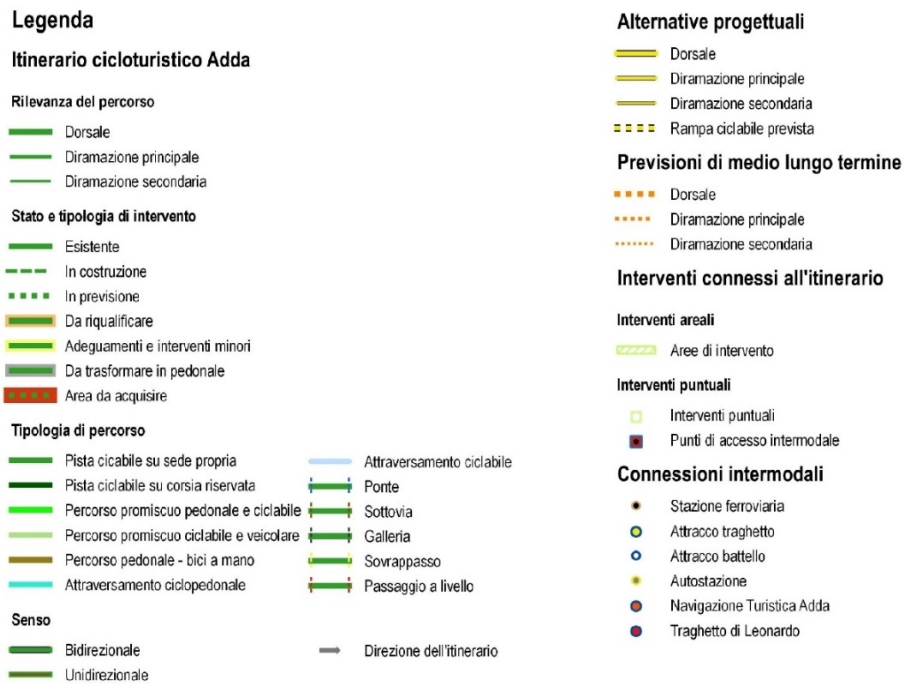 Legenda
Itinerario cicloturistico Adda
Rilevanza del percorso
Dorsale
Diramazione principale
Diramazione secondaria
Stato e tipologia di intervento
Esistente
In costruzione
In previsione
Da riqualificare
Adeguamenti e interventi minori
Da trasformare in pedonale
Area da acquisire
Tipologia di percorso
Pista cicabile su sede propria
Pista ciclabile su corsia riservata
Percorso promiscuo pedonale e ciclabile
Percorso promiscuo ciclabile e veicolare
Percorso pedonale - bici a mano
Attraversamento ciclopedonale
Attraversamento ciclabile
Ponte
Sottovia
Galleria
Sovrappasso
Passaggio a livello
Senso
Bidirezionale
Unidirezionale
Direzione dell'itinerario
Alternative progettuali
Dorsale
Diramazione principale
Diramazione secondaria
Rampa ciclabile prevista
Previsioni di medio lungo termine
Dorsale
Diramazione principale
Diramazione secondaria
Interventi connessi all'itinerario
Interventi areali
Aree di intervento
Interventi puntuali
Interventi puntuali
Punti di accesso intermodale
Connessioni intermodali
Stazione ferroviaria
Attracco traghetto
Attracco battello
Autostazione
Navigazione Turistica Adda
Traghetto di Leonardo